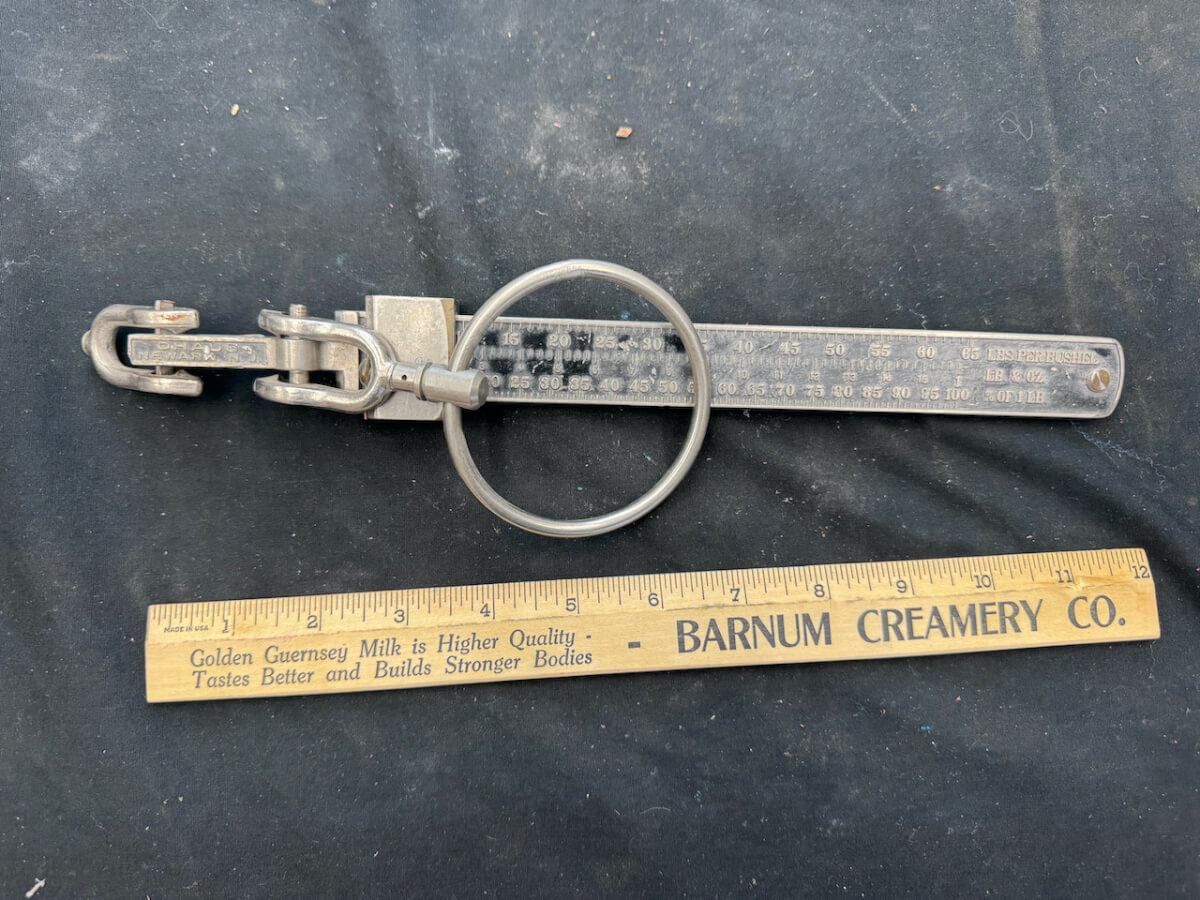 OHAUS
NEWARK N
15 20 25 30 40 45 50 55 60 65 LBS PER BUSHEL
LB & OZ
25 30 35 40 45 50 60 65 70 75 80 85 90 95 100 % OF 1 LB
1 2 3 4 5 6 7 8 9 10 11 12
MADE IN USA
Golden Guernsey Milk is Higher Quality - - BARNUM CREAMERY CO.
Tastes Better and Builds Stronger Bodies